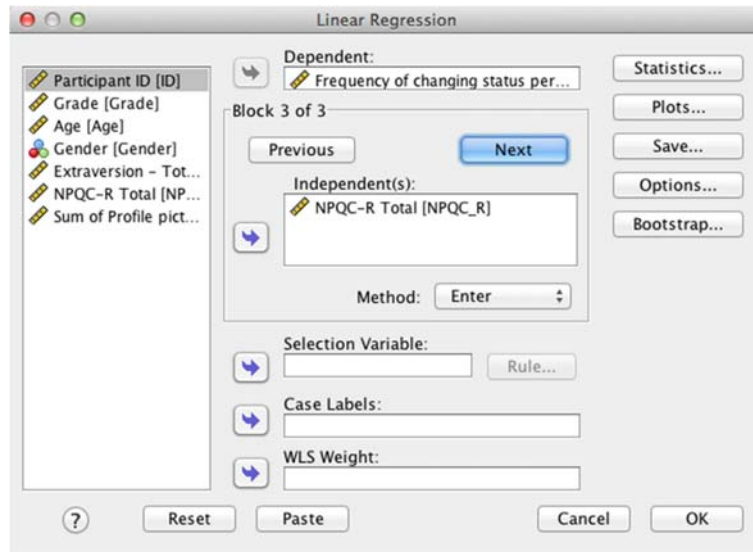 Linear Regression
Participant ID [ID]
Grade [Grade]
Age [Age]
Gender [Gender]
Extraversion – Tot...
NPQC-R Total [NP...
Sum of Profile pict...
Dependent:
Frequency of changing status per...
Block 3 of 3
Previous
Next
Independent(s):
NPQC-R Total [NPQC_R]
Method:
Enter
Selection Variable:
Rule...
Case Labels:
WLS Weight:
Statistics...
Plots...
Save...
Options...
Bootstrap...
?
Reset
Paste
Cancel
OK